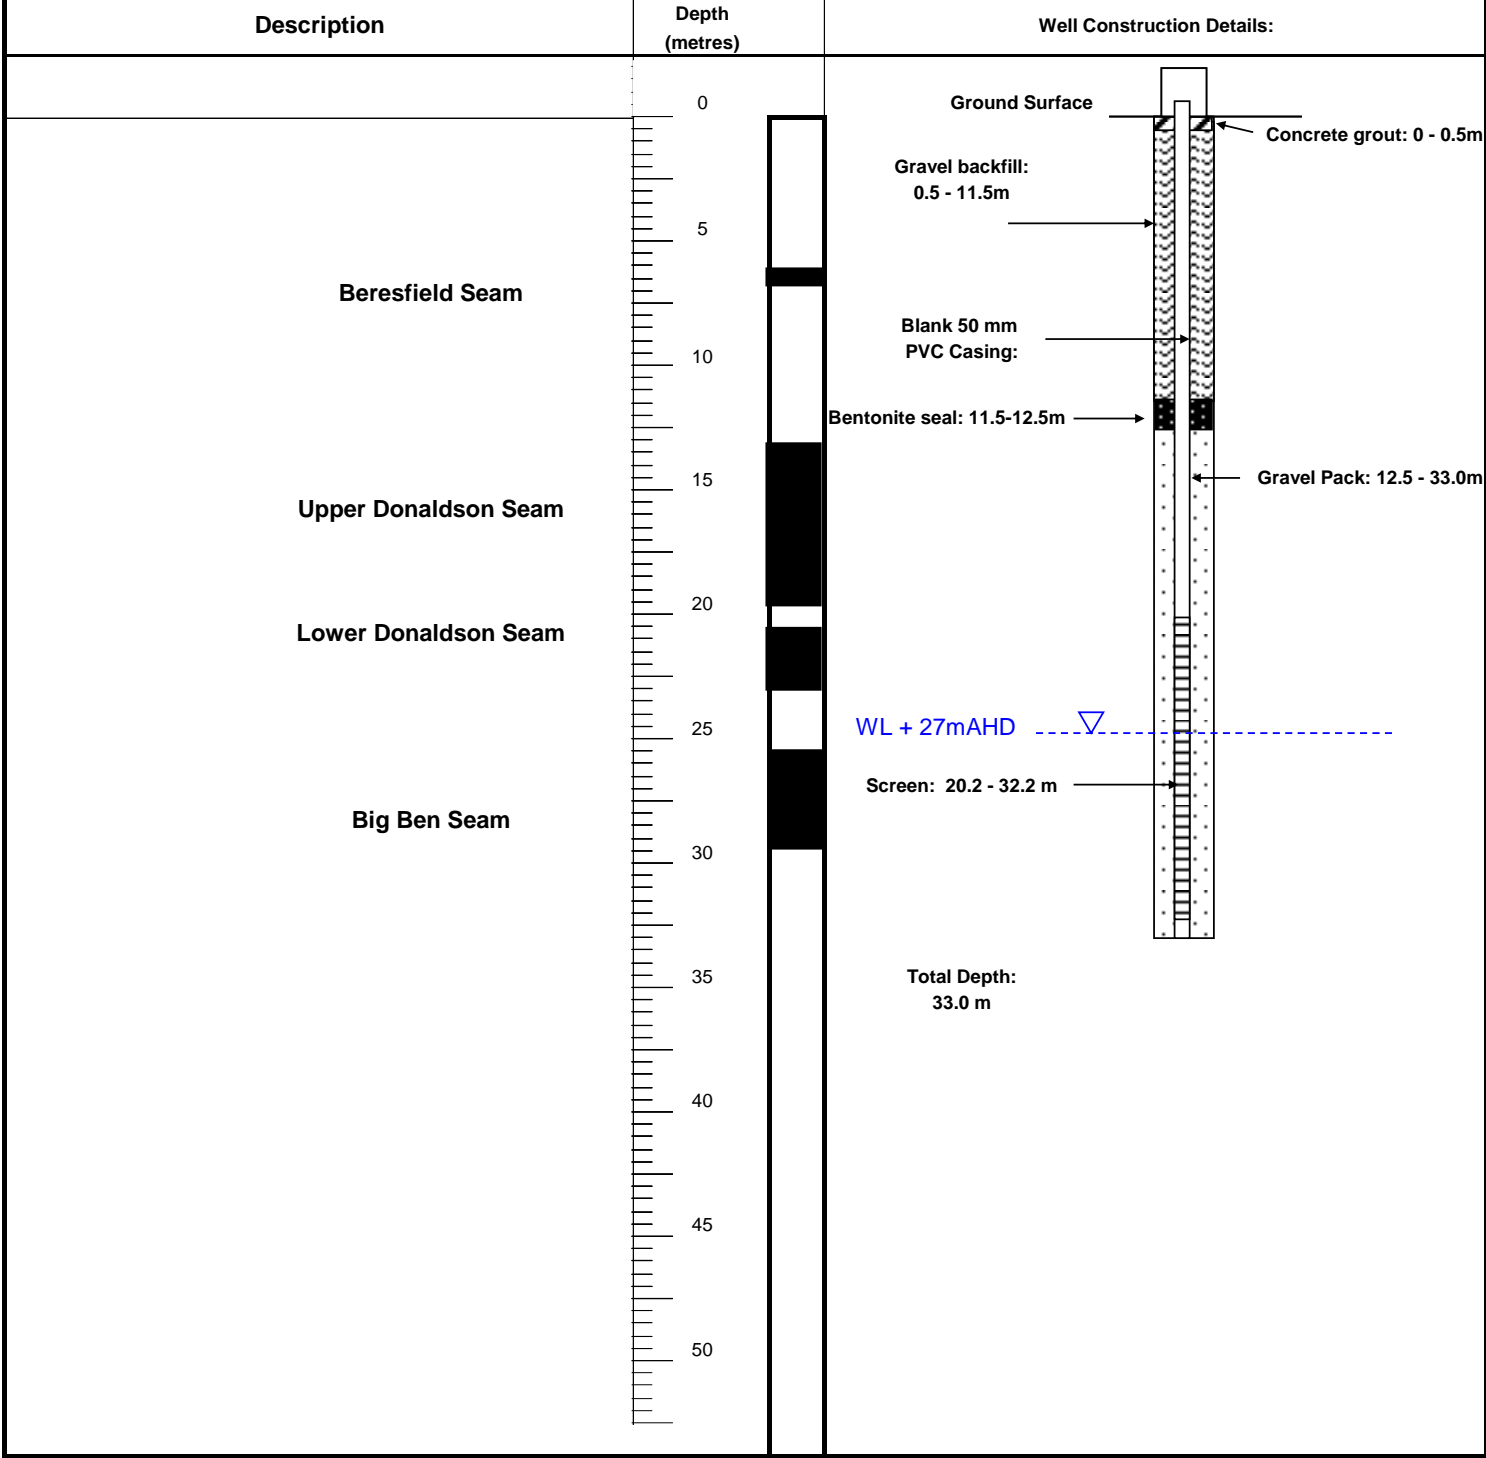 Description
Depth
(metres)
Well Construction Details:
0
Ground Surface
Concrete grout: 0 - 0.5m
Gravel backfill:
0.5 - 11.5m
5
Beresfield Seam
Blank 50 mm
PVC Casing:
10
Bentonite seal: 11.5-12.5m
Gravel Pack: 12.5 - 33.0m
15
Upper Donaldson Seam
20
Lower Donaldson Seam
25
WL + 27mAHD
Screen:  20.2 - 32.2 m
Big Ben Seam
30
35
Total Depth:
33.0 m
40
45
50